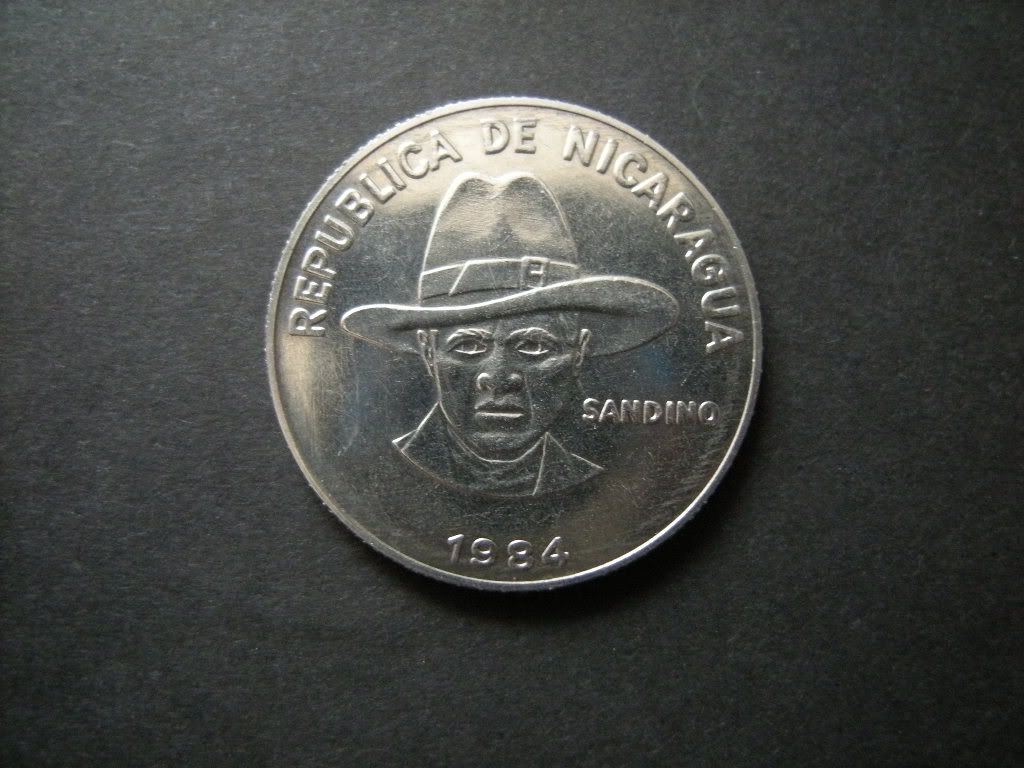 REPUBLICA DE NICARAGUA
SANDINO
1984